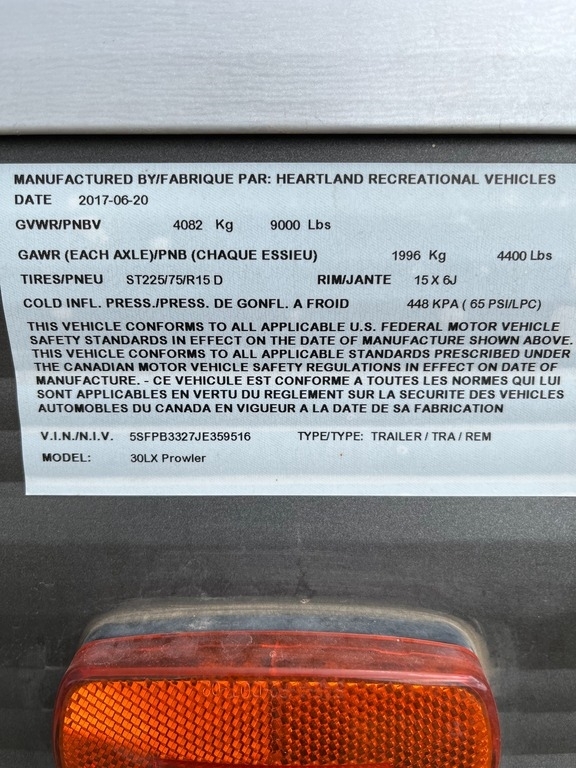 MANUFACTURED BY/FABRIQUE PAR: HEARTLAND RECREATIONAL VEHICLES
DATE 2017-06-20
GVWR/PNBV 4082 Kg 9000 Lbs
GAWR (EACH AXLE)/PNB (CHAQUE ESSIEU) 1996 Kg 4400 Lbs
TIRES/PNEU ST225/75/R15 D RIM/JANTE 15 X 6J
COLD INFL. PRESS./PRESS. DE GONFL. A FROID 448 KPA ( 65 PSI/LPC)
THIS VEHICLE CONFORMS TO ALL APPLICABLE U.S. FEDERAL MOTOR VEHICLE
SAFETY STANDARDS IN EFFECT ON THE DATE OF MANUFACTURE SHOWN ABOVE.
THIS VEHICLE CONFORMS TO ALL APPLICABLE STANDARDS PRESCRIBED UNDER
THE CANADIAN MOTOR VEHICLE SAFETY REGULATIONS IN EFFECT ON DATE OF
MANUFACTURE. - CE VEHICULE EST CONFORME A TOUTES LES NORMES QUI LUI
SONT APPLICABLES EN VERTU DU REGLEMENT SUR LA SECURITE DES VEHICLES
AUTOMOBILES DU CANADA EN VIGUEUR A LA DATE DE SA FABRICATION
V.I.N./N.I.V. 5SFPB3327JE359516 TYPE/TYPE: TRAILER / TRA / REM
MODEL: 30LX Prowler